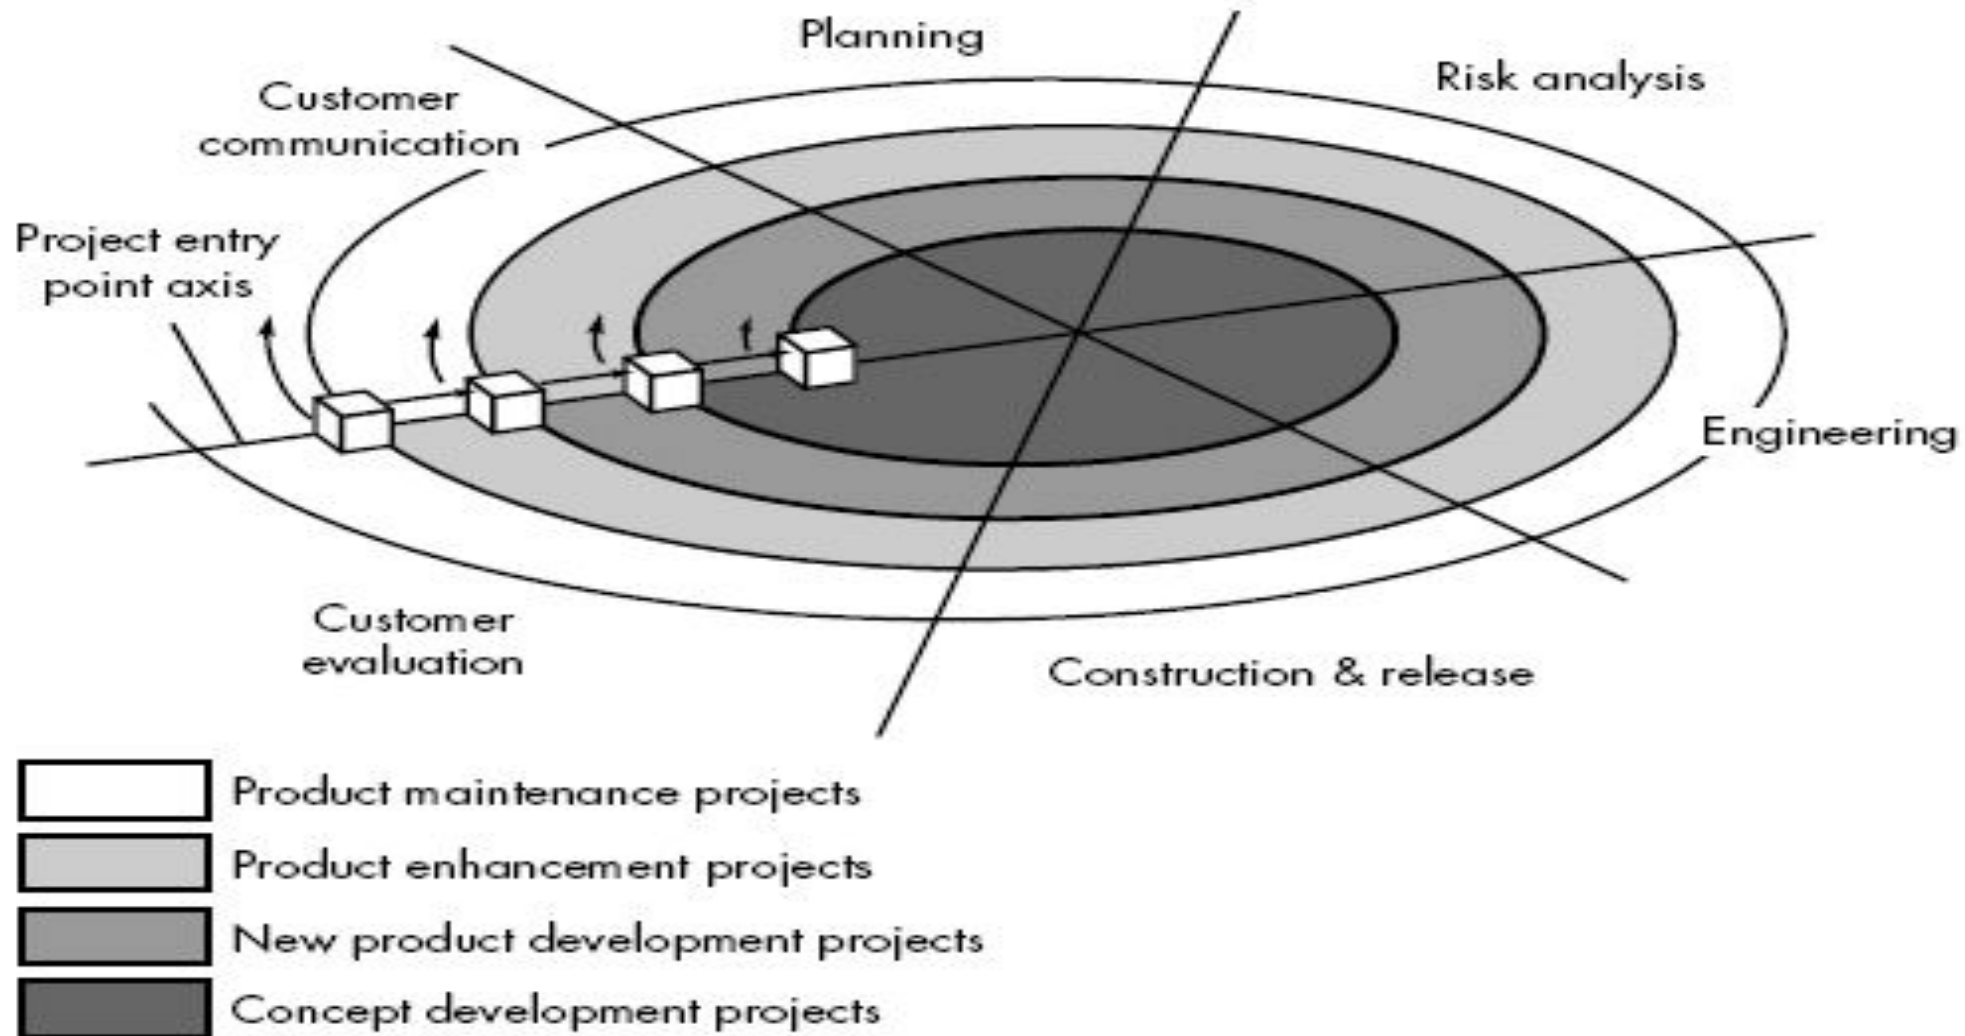 Planning
Risk analysis
Customer
communication
Project entry
point axis
Engineering
Customer
evaluation
Construction & release
Product maintenance projects
Product enhancement projects
New product development projects
Concept development projects